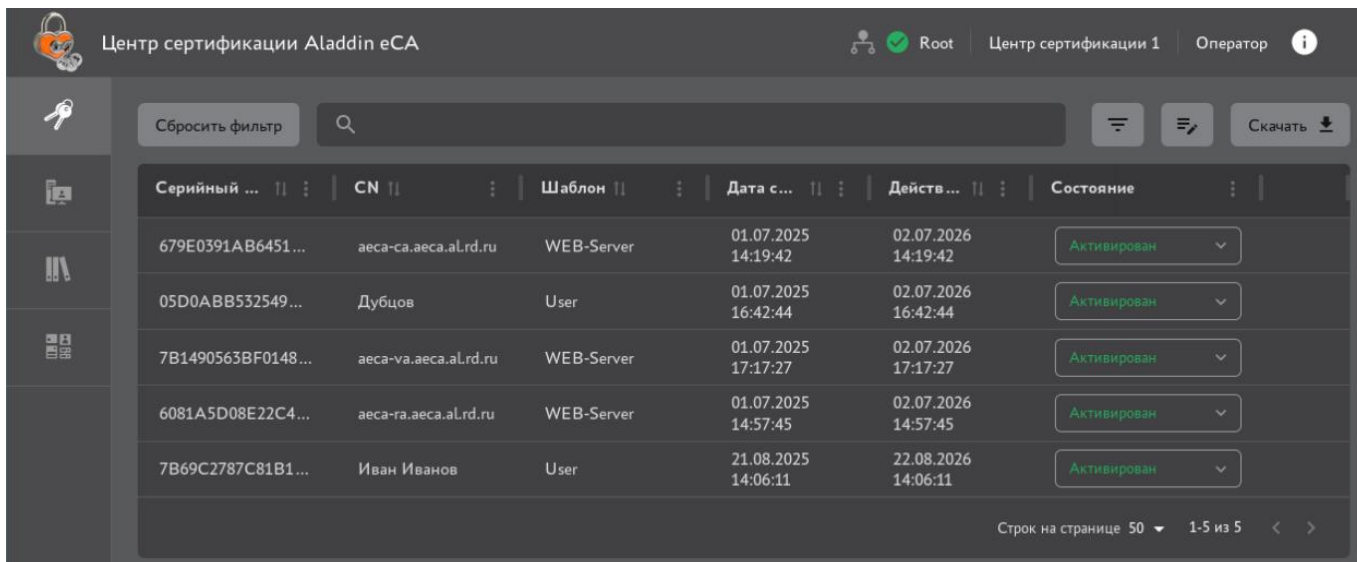 Центр сертификации Aladdin eCA
Root Центр сертификации 1 Оператор
Сбросить фильтр Скачать
Серийный ... CN Шаблон Дата с... Действ... Состояние
679E0391AB6451... aeca-ca.aeca.al.rd.ru WEB-Server 01.07.2025 14:19:42 02.07.2026 14:19:42 Активирован
05D0ABB532549... Дубцов User 01.07.2025 16:42:44 02.07.2026 16:42:44 Активирован
7B1490563BF0148... aeca-va.aeca.al.rd.ru WEB-Server 01.07.2025 17:17:27 02.07.2026 17:17:27 Активирован
6081A5D08E22C4... aeca-ra.aeca.al.rd.ru WEB-Server 01.07.2025 14:57:45 02.07.2026 14:57:45 Активирован
7B69C2787C81B1... Иван Иванов User 21.08.2025 14:06:11 22.08.2026 14:06:11 Активирован
Строк на странице 50 1-5 из 5